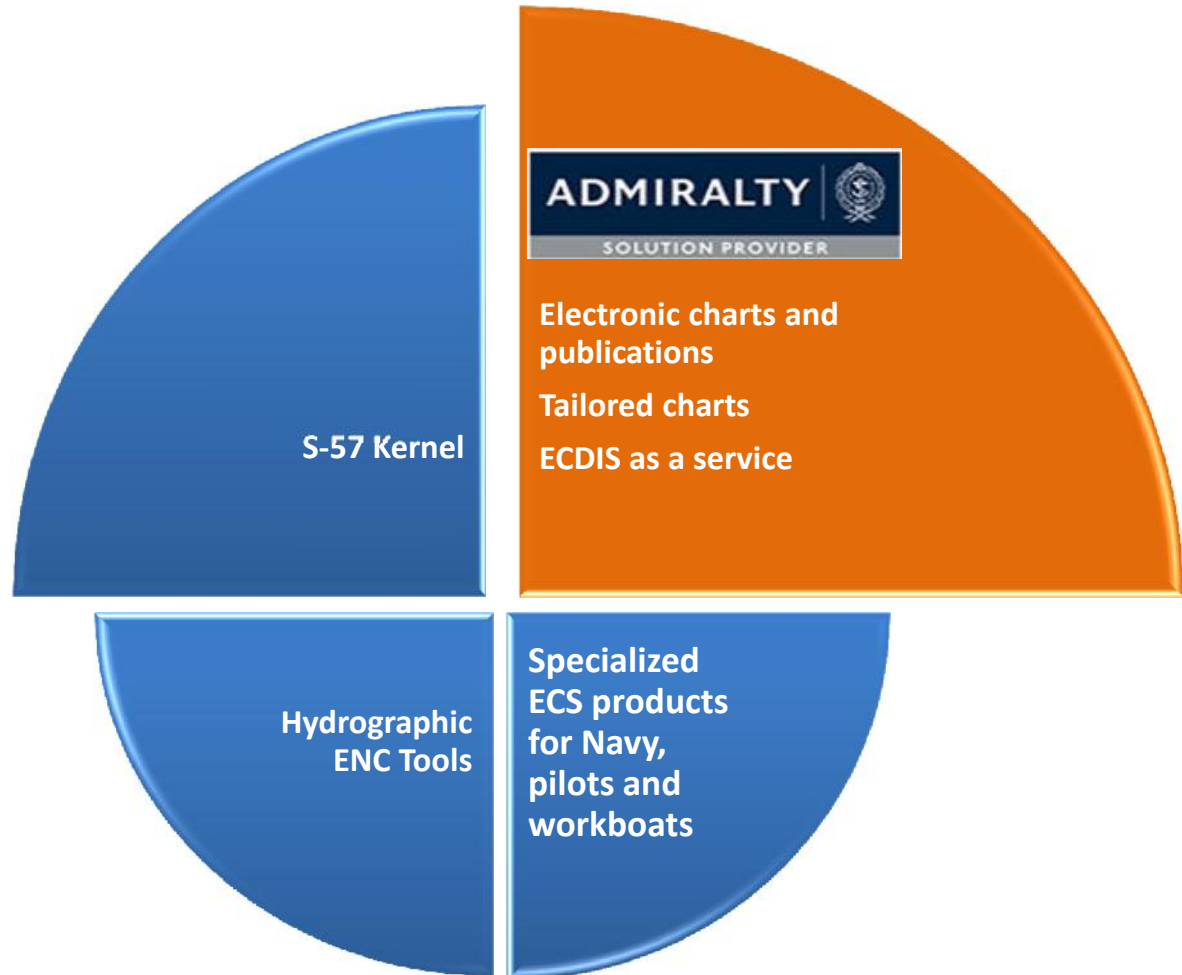 ADMIRALTY
SOLUTION PROVIDER
Electronic charts and
publications
Tailored charts
ECDIS as a service
S-57 Kernel
Hydrographic
ENC Tools
Specialized
ECS products
for Navy,
pilots and
workboats